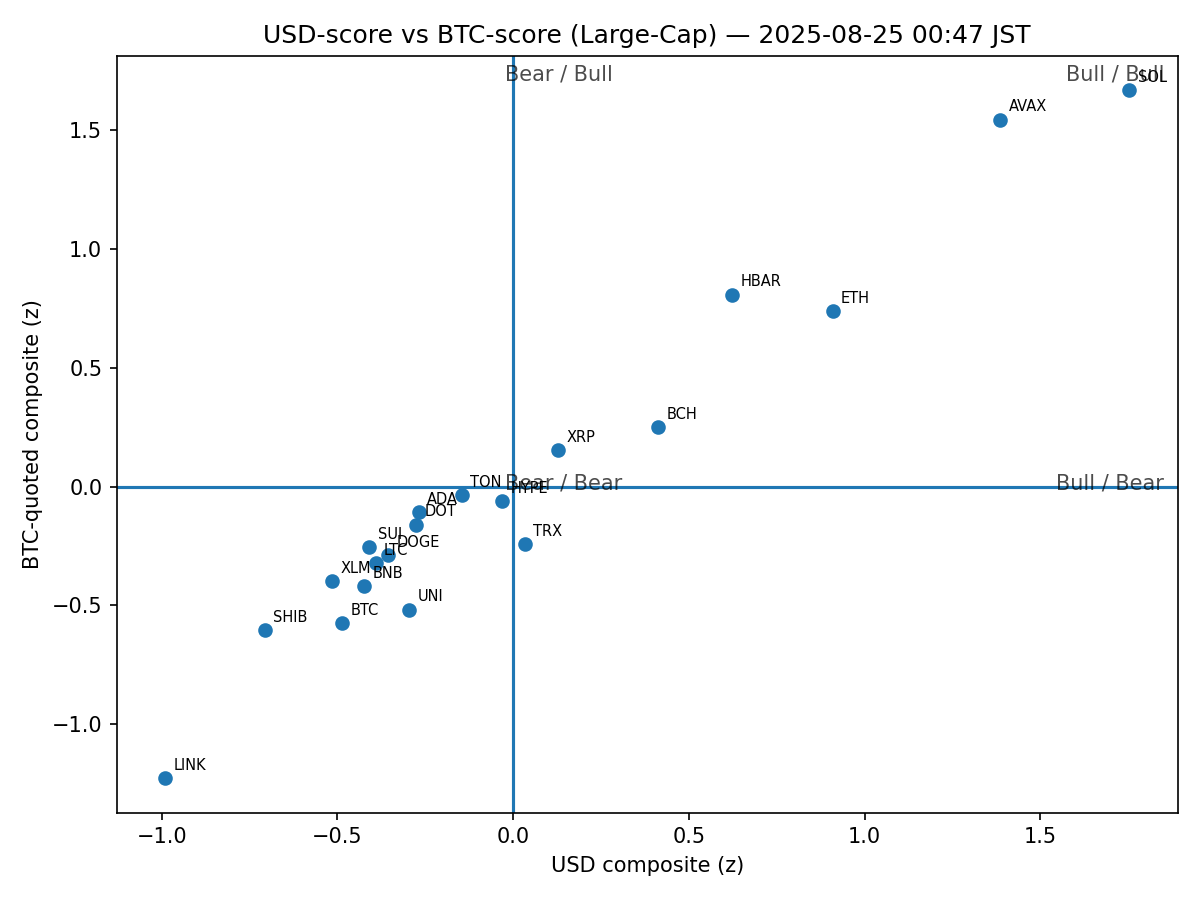 USD-score vs BTC-score (Large-Cap) — 2025-08-25 00:47 JST
Bear / Bull
Bull / Bull
SOL
AVAX
1.5
1.0
HBAR
ETH
0.5
BCH
XRP
TON
HYPE
Bear / Bear
Bull / Bear
0.0
ADA
DOT
TRX
SUI
DOGE
LTC
XLM
BNB
UNI
−0.5
BTC
SHIB
−1.0
LINK
BTC-quoted composite (z)
−1.0
−0.5
0.0
0.5
1.0
1.5
USD composite (z)